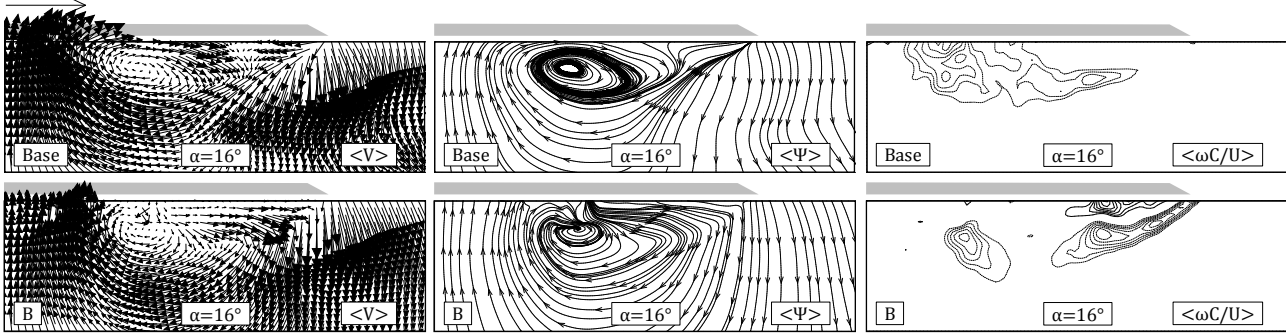 Base α=16° <V>
Base α=16° <Ψ>
Base α=16° <ωC/U>
B α=16° <V>
B α=16° <Ψ>
B α=16° <ωC/U>